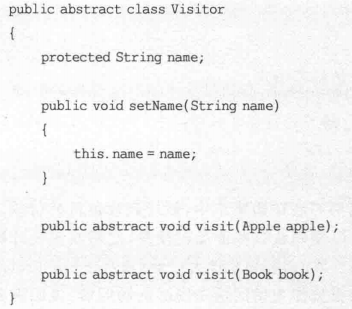 public abstract class Visitor
{
    protected String name;
    public void setName(String name)
    {
        this.name = name;
    }
    public abstract void visit(Apple apple);
    public abstract void visit(Book book);
}